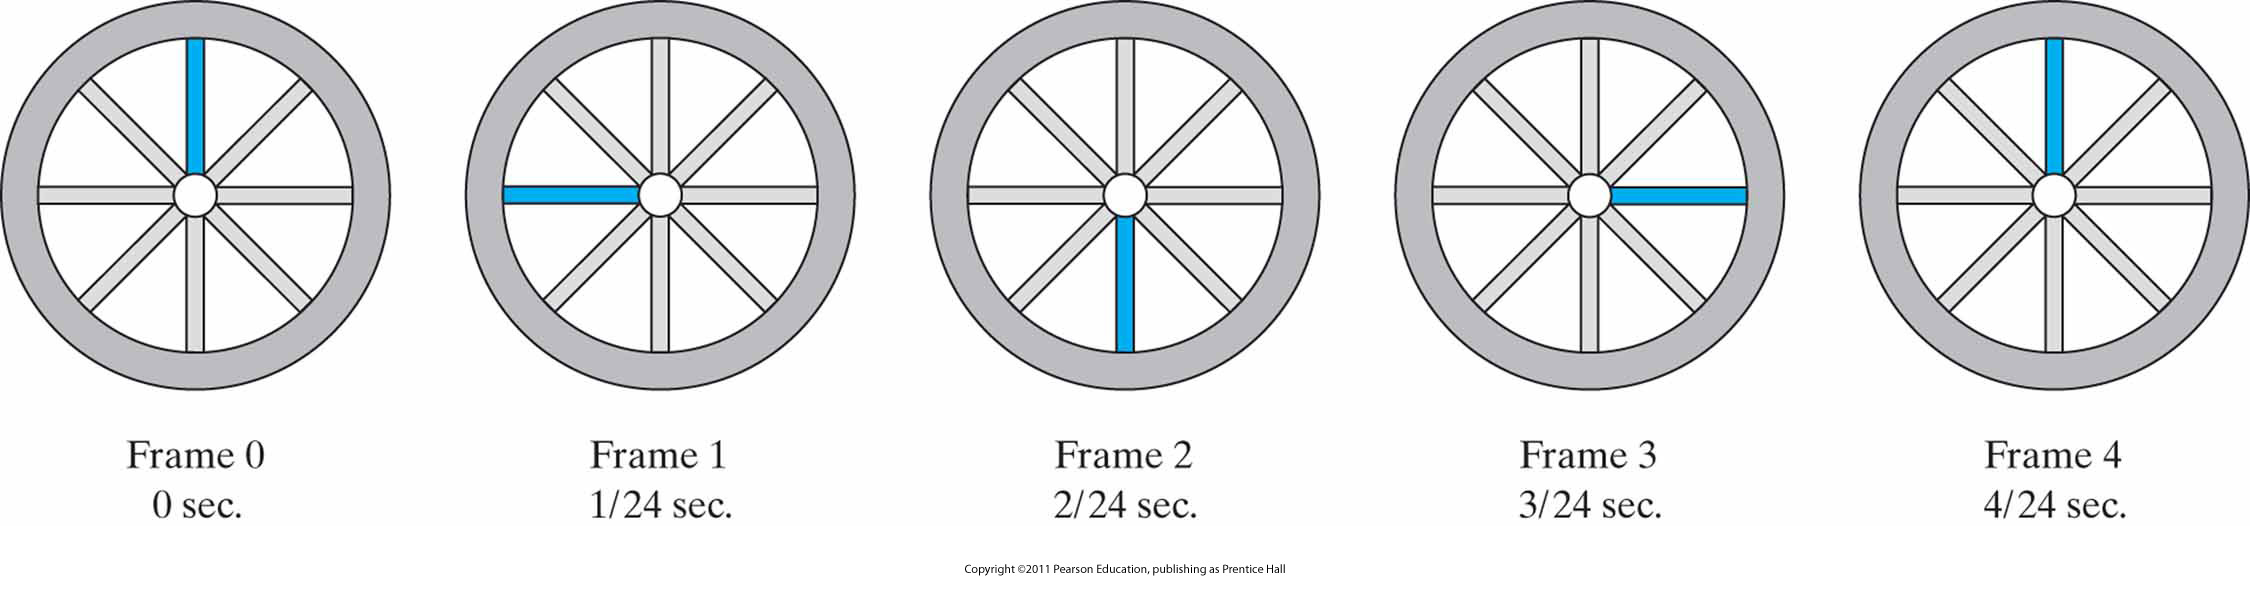 Frame 0
0 sec.
Frame 1
1/24 sec.
Frame 2
2/24 sec.
Frame 3
3/24 sec.
Frame 4
4/24 sec.
Copyright ©2011 Pearson Education, publishing as Prentice Hall